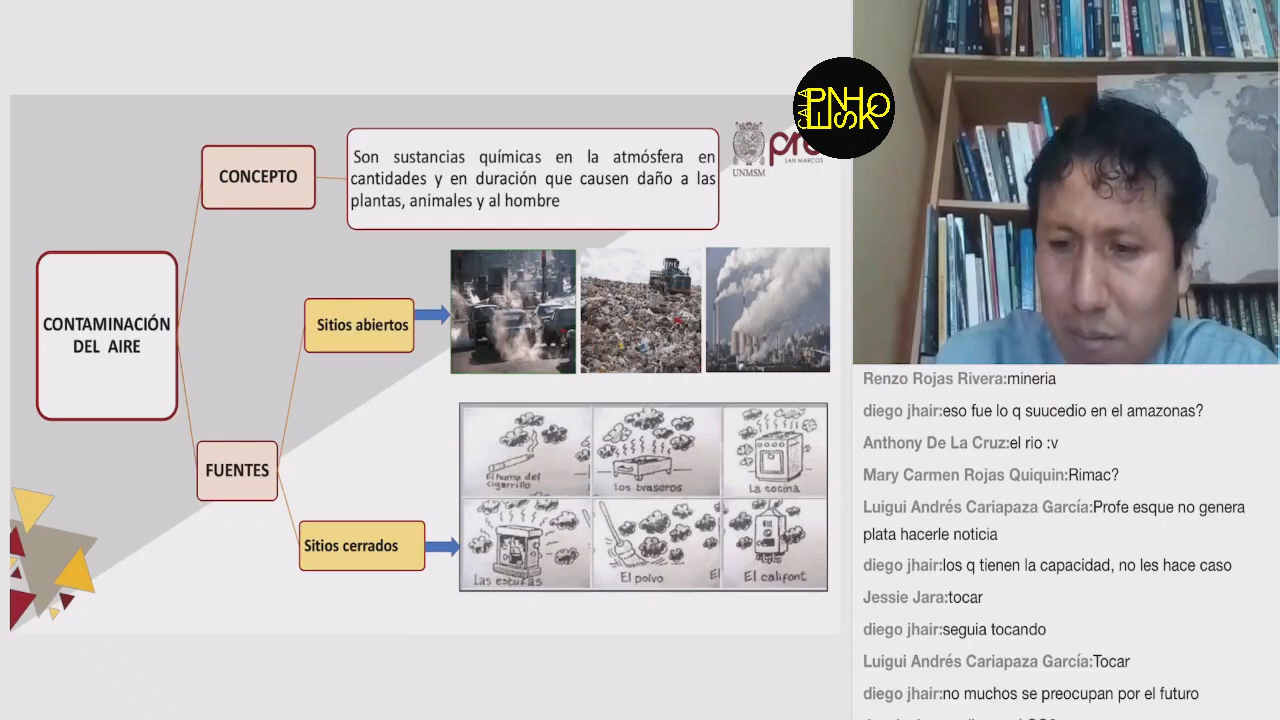 CONTAMINACIÓN
DEL AIRE
CONCEPTO
Son sustancias químicas en la atmósfera en
cantidades y en duración que causen daño a las
plantas, animales y al hombre
FUENTES
Sitios abiertos
Sitios cerrados
El humo del
cigarrillo
Los braseros
La cocina
Las estufas
El polvo
El
El califont
UNMSM
pre
SAN MARCOS
CALA
PENHSKO
Renzo Rojas Rivera:mineria
diego jhair:eso fue lo q suucedio en el amazonas?
Anthony De La Cruz:el rio :v
Mary Carmen Rojas Quiquin:Rimac?
Luigui Andrés Cariapaza García:Profe esque no genera
plata hacerle noticia
diego jhair:los q tienen la capacidad, no les hace caso
Jessie Jara:tocar
diego jhair:seguia tocando
Luigui Andrés Cariapaza García:Tocar
diego jhair:no muchos se preocupan por el futuro